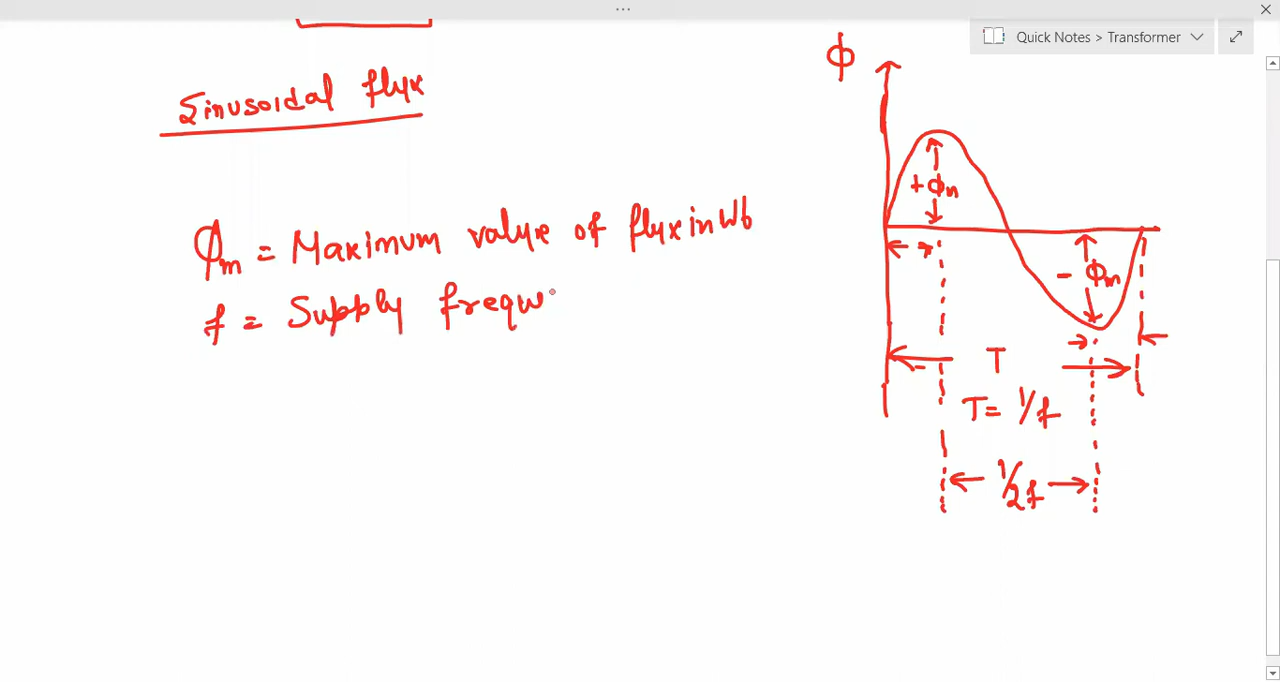 Quick Notes > Transformer
Sinusoidal flux
ϕm = Maximum value of flux in Wb
f = Supply frequ
ϕ
+ϕm
- ϕm
T
T = 1/f
1/2f